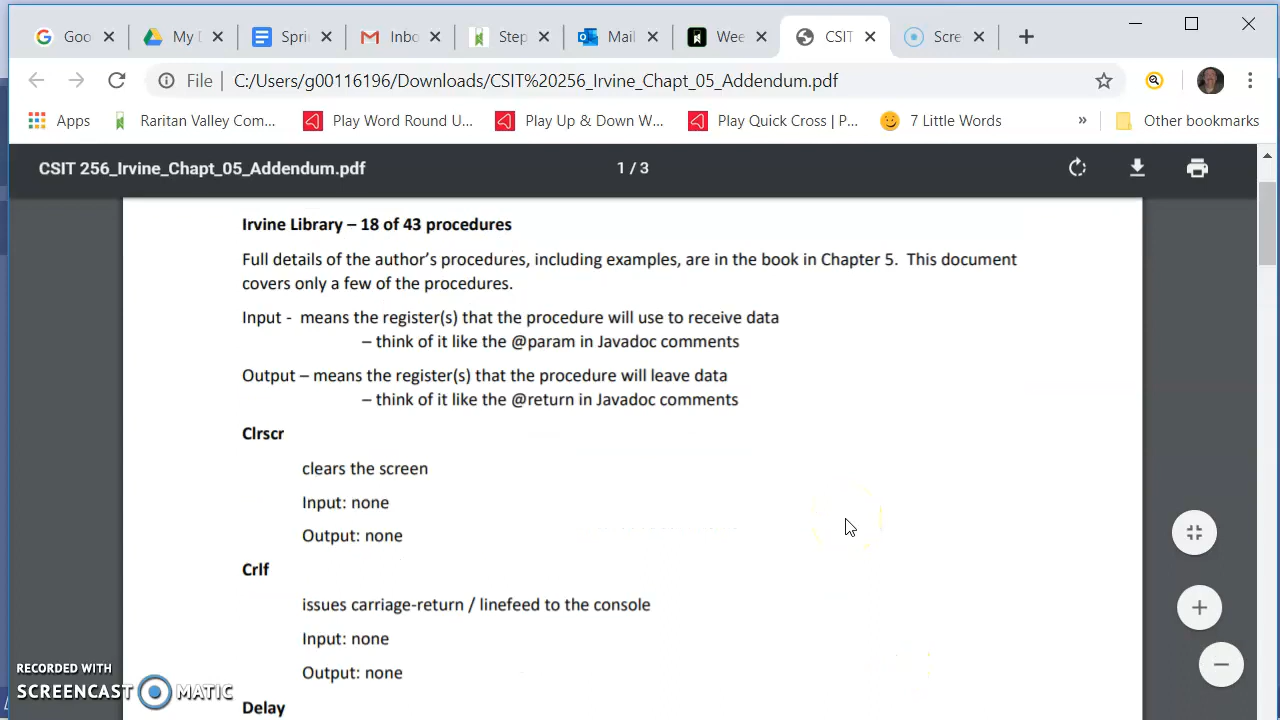 Goo
My D
Spri
Inbo
Step
Mail
Wee
CSIT
Scre
File
C:/Users/g00116196/Downloads/CSIT%20256_Irvine_Chapt_05_Addendum.pdf
Apps
Raritan Valley Com...
Play Word Round U...
Play Up & Down W...
Play Quick Cross | P...
7 Little Words
»
Other bookmarks
CSIT 256_Irvine_Chapt_05_Addendum.pdf
1 / 3
Irvine Library – 18 of 43 procedures
Full details of the author's procedures, including examples, are in the book in Chapter 5. This document
covers only a few of the procedures.
Input - means the register(s) that the procedure will use to receive data
– think of it like the @param in Javadoc comments
Output – means the register(s) that the procedure will leave data
– think of it like the @return in Javadoc comments
Clrscr
clears the screen
Input: none
Output: none
Crlf
issues carriage-return / linefeed to the console
Input: none
Output: none
Delay
RECORDED WITH
SCREENCAST MATIC